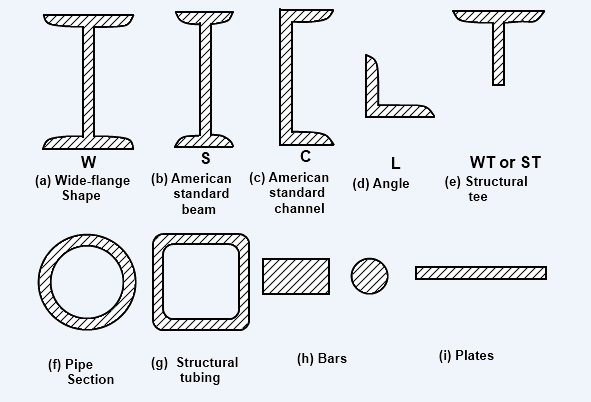 W
S
C
L
WT or ST
(a) Wide-flange
Shape
(b) American
standard
beam
(c) American
standard
channel
(d) Angle
(e) Structural
tee
(f) Pipe
Section
(g) Structural
tubing
(h) Bars
(i) Plates